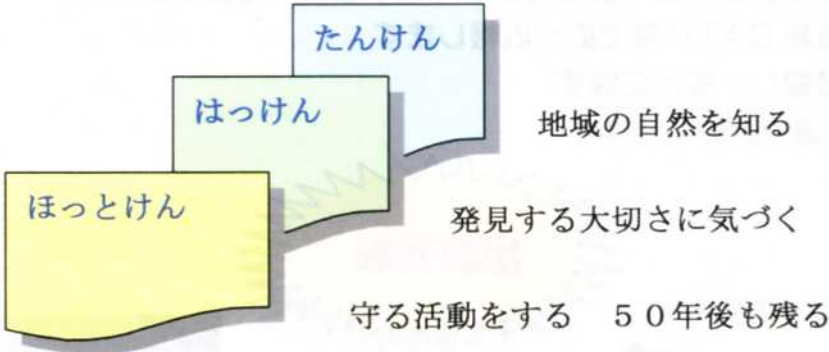 たんけん
はっけん
地域の自然を知る
ほっとけん
発見する大切さに気づく
守る活動をする　５０年後も残る